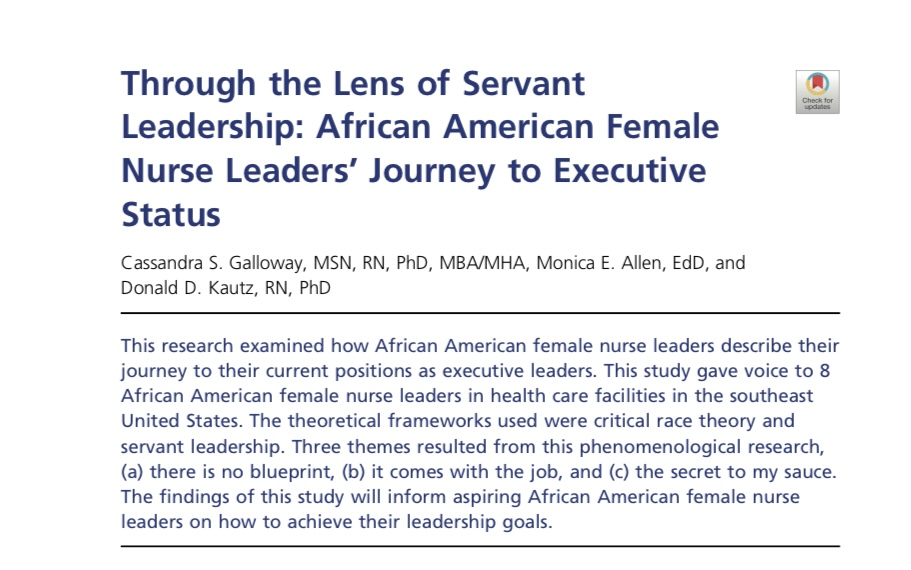 Through the Lens of Servant
Leadership: African American Female
Nurse Leaders’ Journey to Executive
Status
Check for
updates
Cassandra S. Galloway, MSN, RN, PhD, MBA/MHA, Monica E. Allen, EdD, and
Donald D. Kautz, RN, PhD
This research examined how African American female nurse leaders describe their
journey to their current positions as executive leaders. This study gave voice to 8
African American female nurse leaders in health care facilities in the southeast
United States. The theoretical frameworks used were critical race theory and
servant leadership. Three themes resulted from this phenomenological research,
(a) there is no blueprint, (b) it comes with the job, and (c) the secret to my sauce.
The findings of this study will inform aspiring African American female nurse
leaders on how to achieve their leadership goals.